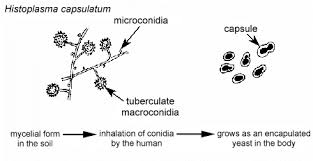 Histoplasma capsulatum
microconidia
capsule
tuberculate
macroconidia
mycelial form
in the soil
inhalation of conidia
by the human
grows as an encapulated
yeast in the body